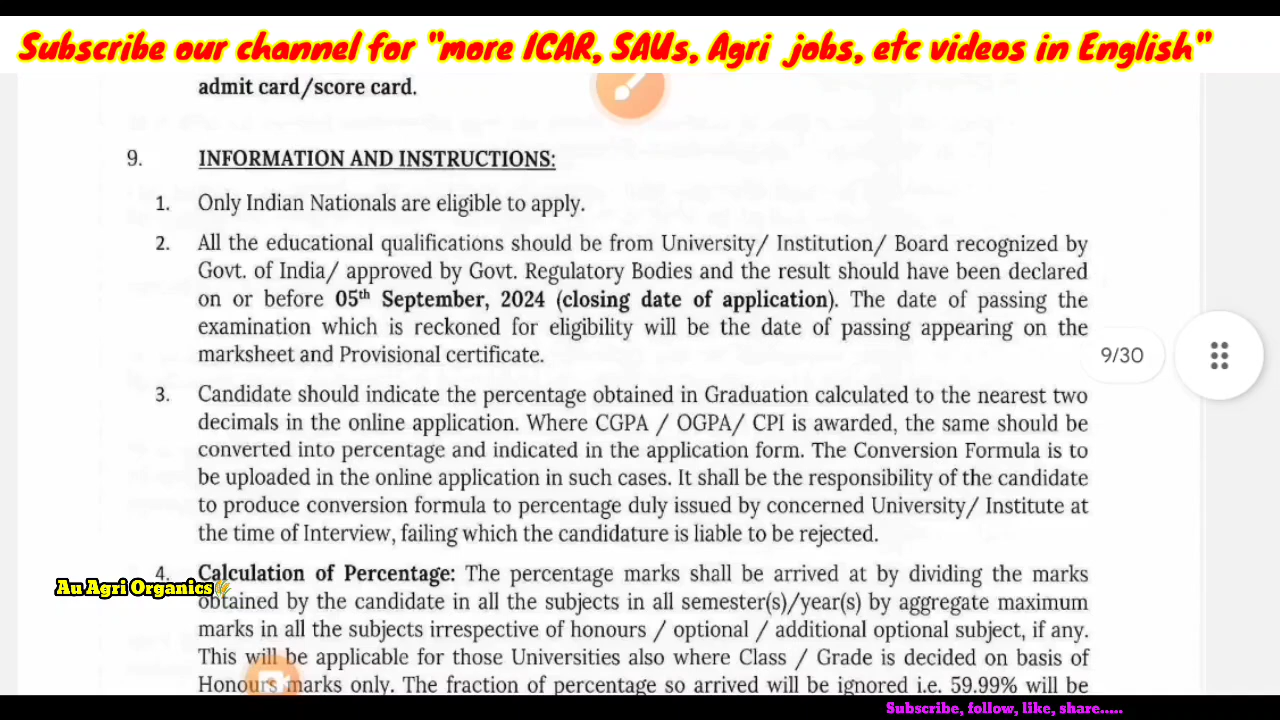 Subscribe our channel for "more ICAR, SAUs, Agri jobs, etc videos in English"
admit card/score card.
9. INFORMATION AND INSTRUCTIONS:
1. Only Indian Nationals are eligible to apply.
2. All the educational qualifications should be from University/ Institution/ Board recognized by
Govt. of India/ approved by Govt. Regulatory Bodies and the result should have been declared
on or before 05th September, 2024 (closing date of application). The date of passing the
examination which is reckoned for eligibility will be the date of passing appearing on the
marksheet and Provisional certificate.
9/30
3. Candidate should indicate the percentage obtained in Graduation calculated to the nearest two
decimals in the online application. Where CGPA / OGPA/ CPI is awarded, the same should be
converted into percentage and indicated in the application form. The Conversion Formula is to
be uploaded in the online application in such cases. It shall be the responsibility of the candidate
to produce conversion formula to percentage duly issued by concerned University/ Institute at
the time of Interview, failing which the candidature is liable to be rejected.
4. Calculation of Percentage: The percentage marks shall be arrived at by dividing the marks
Au Agri Organics
obtained by the candidate in all the subjects in all semester(s)/year(s) by aggregate maximum
marks in all the subjects irrespective of honours / optional / additional optional subject, if any.
This will be applicable for those Universities also where Class / Grade is decided on basis of
Honours marks only. The fraction of percentage so arrived will be ignored i.e. 59.99% will be
Subscribe, follow, like, share.....